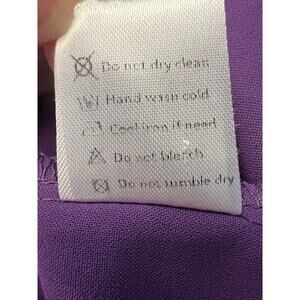 Do not dry clean
Hand wash cold
Cool iron if need
Do not bleach
Do not tumble dry